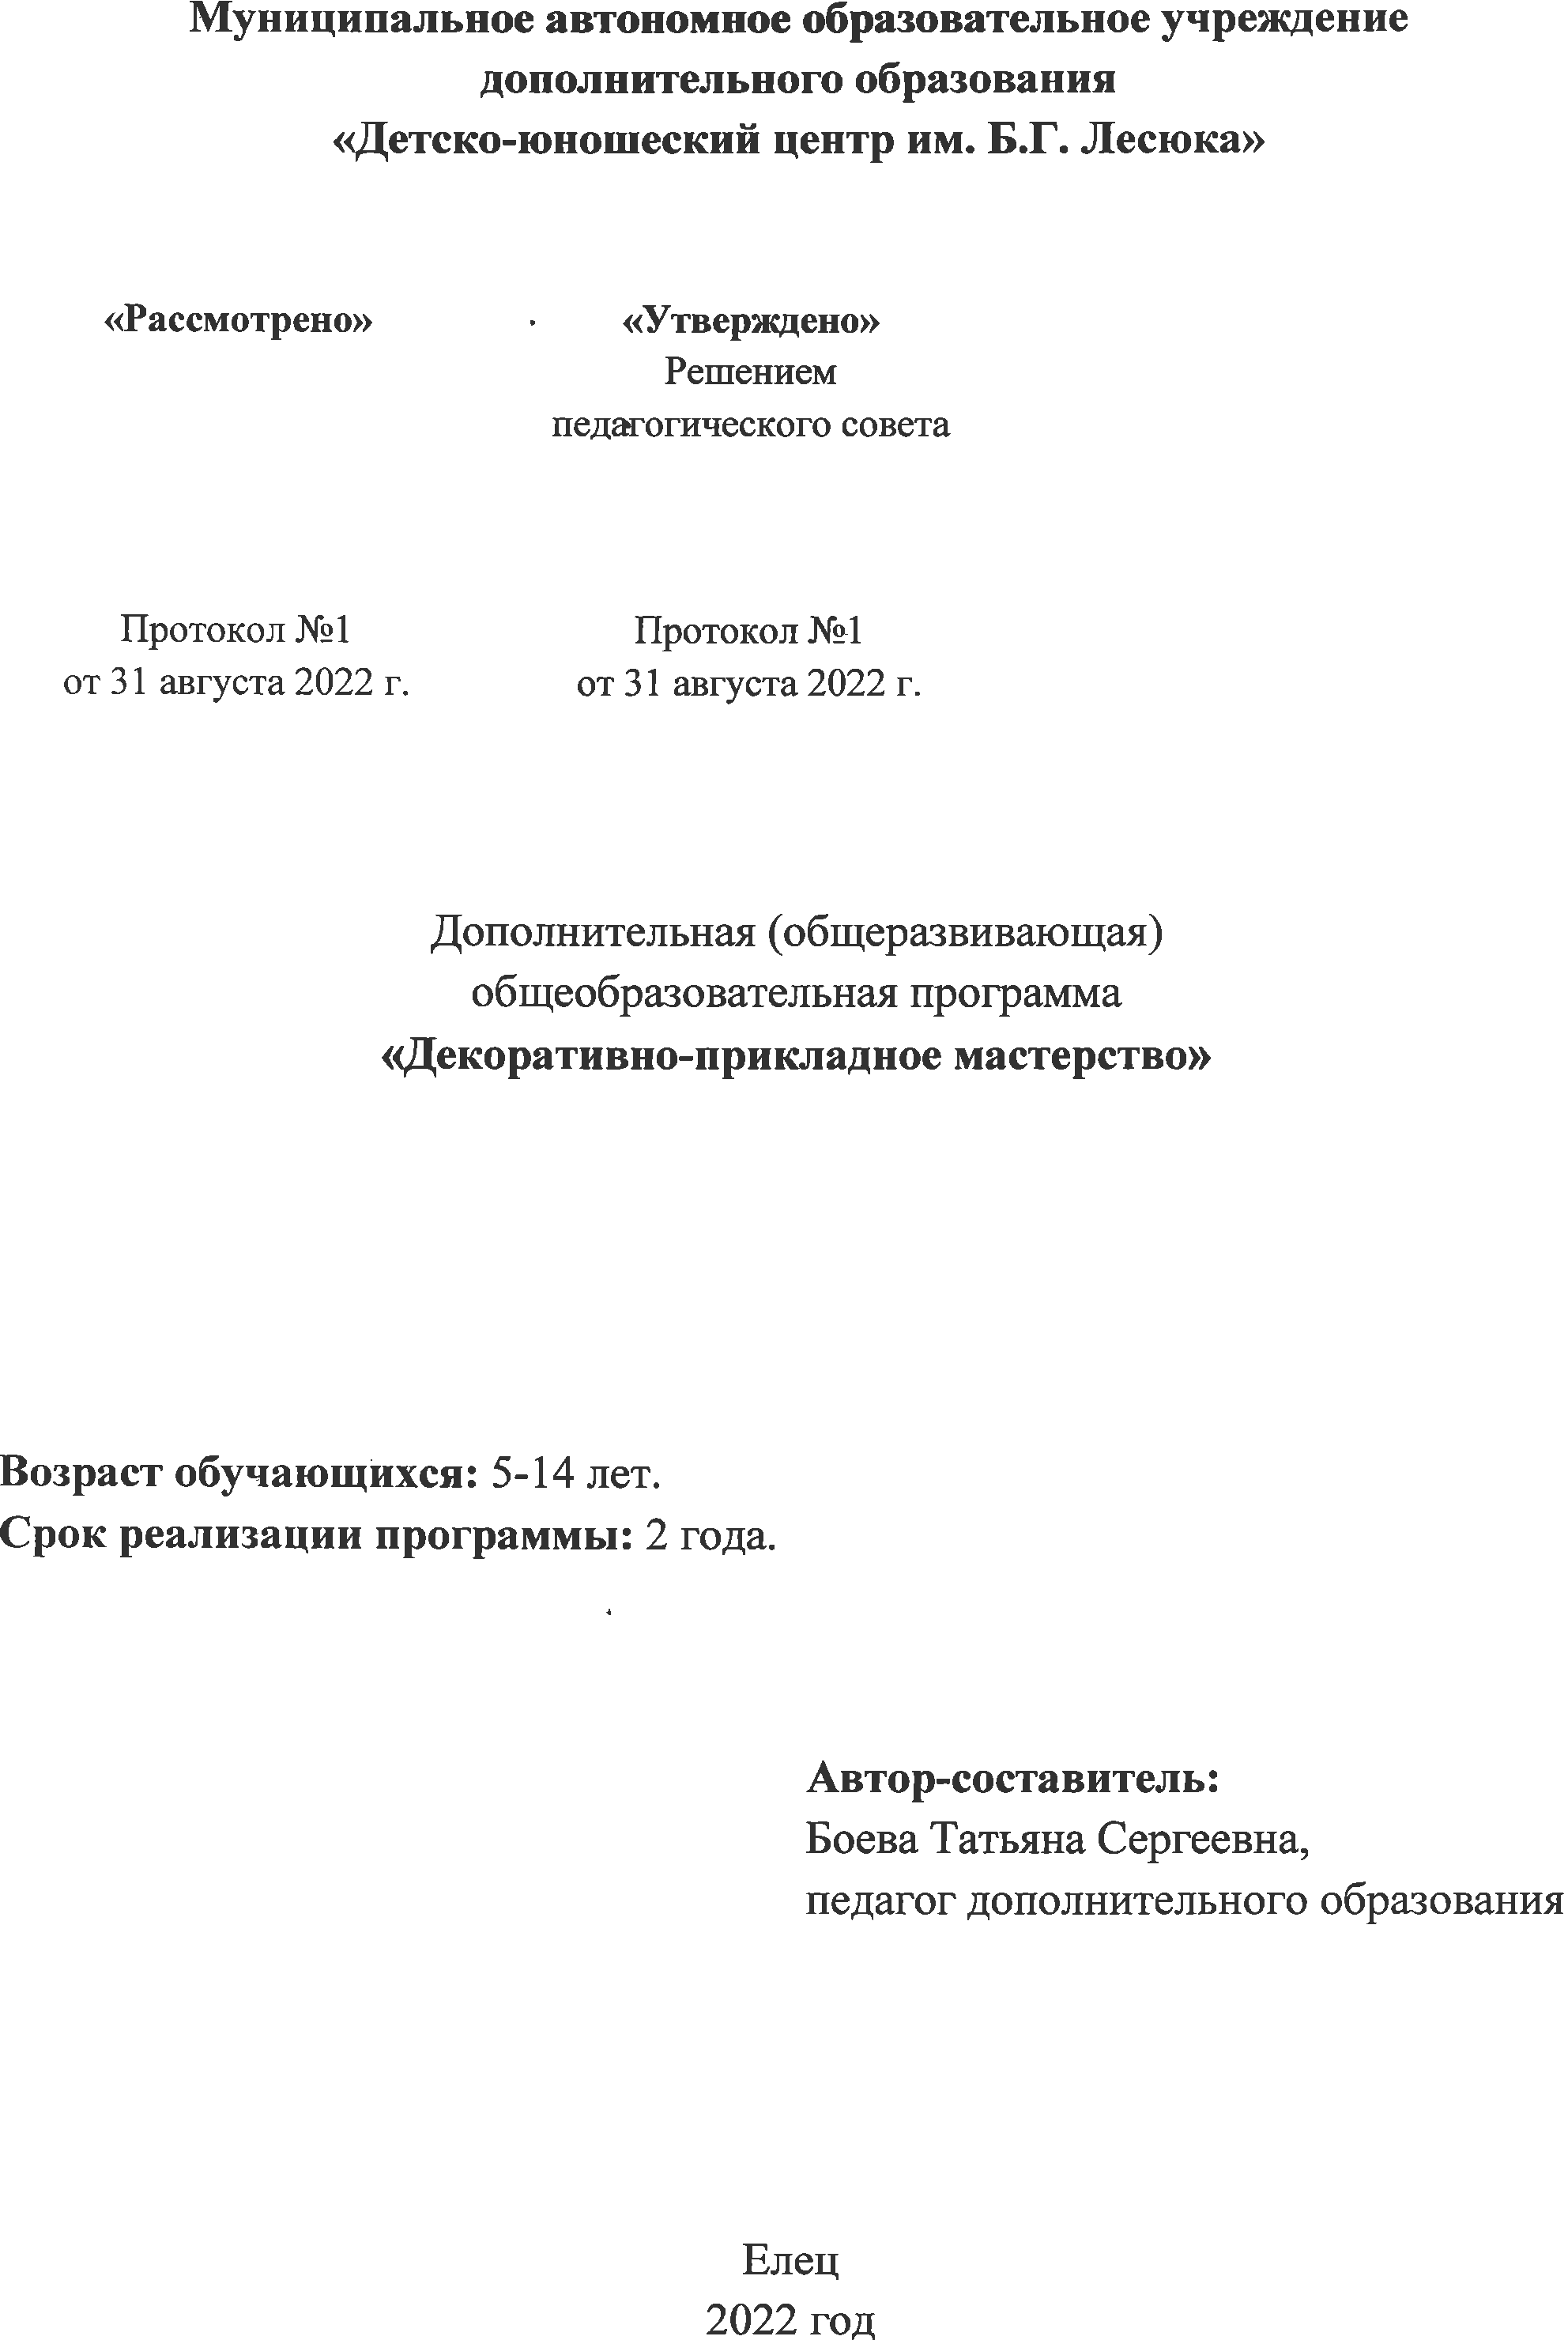 Муниципальное автономное образовательное учреждение
дополнительного образования
«Детско-юношеский центр им. Б.Г. Лесюка»
«Рассмотрено»
«Утверждено»
Решением
педагогического совета
Протокол №1
от 31 августа 2022 г.
Протокол №1
от 31 августа 2022 г.
Дополнительная (общеразвивающая)
общеобразовательная программа
«Декоративно-прикладное мастерство»
Возраст обучающихся: 5-14 лет.
Срок реализации программы: 2 года.
Автор-составитель:
Боева Татьяна Сергеевна,
педагог дополнительного образования
Елец
2022 год